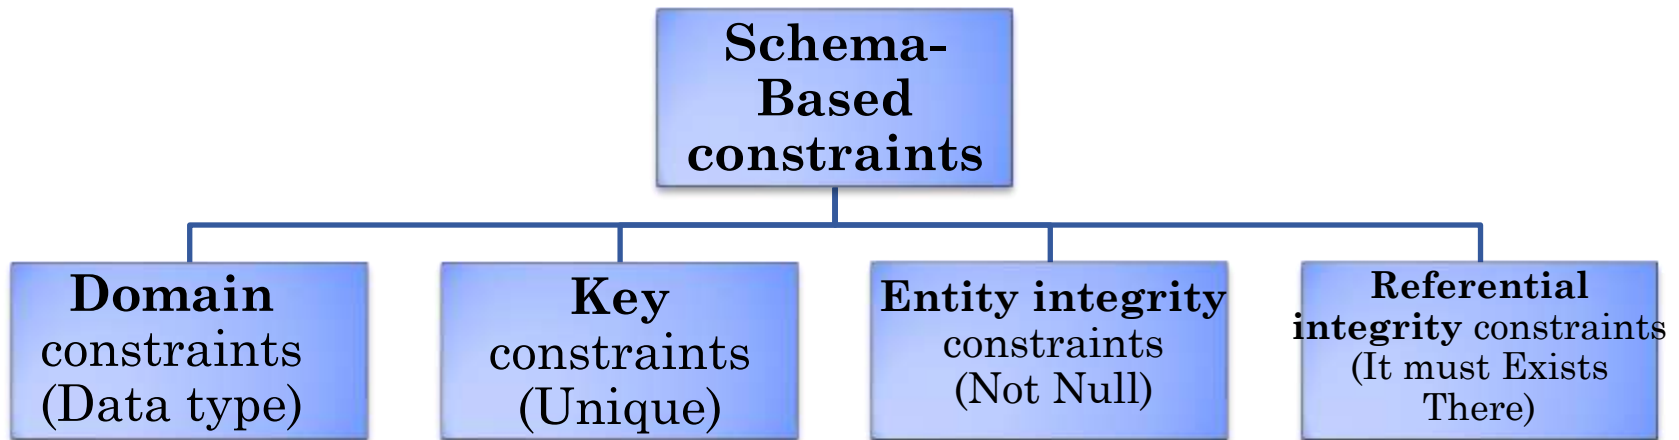 Schema-
Based
constraints
Domain
constraints
(Data type)
Key
constraints
(Unique)
Entity integrity
constraints
(Not Null)
Referential
integrity constraints
(It must Exists
There)